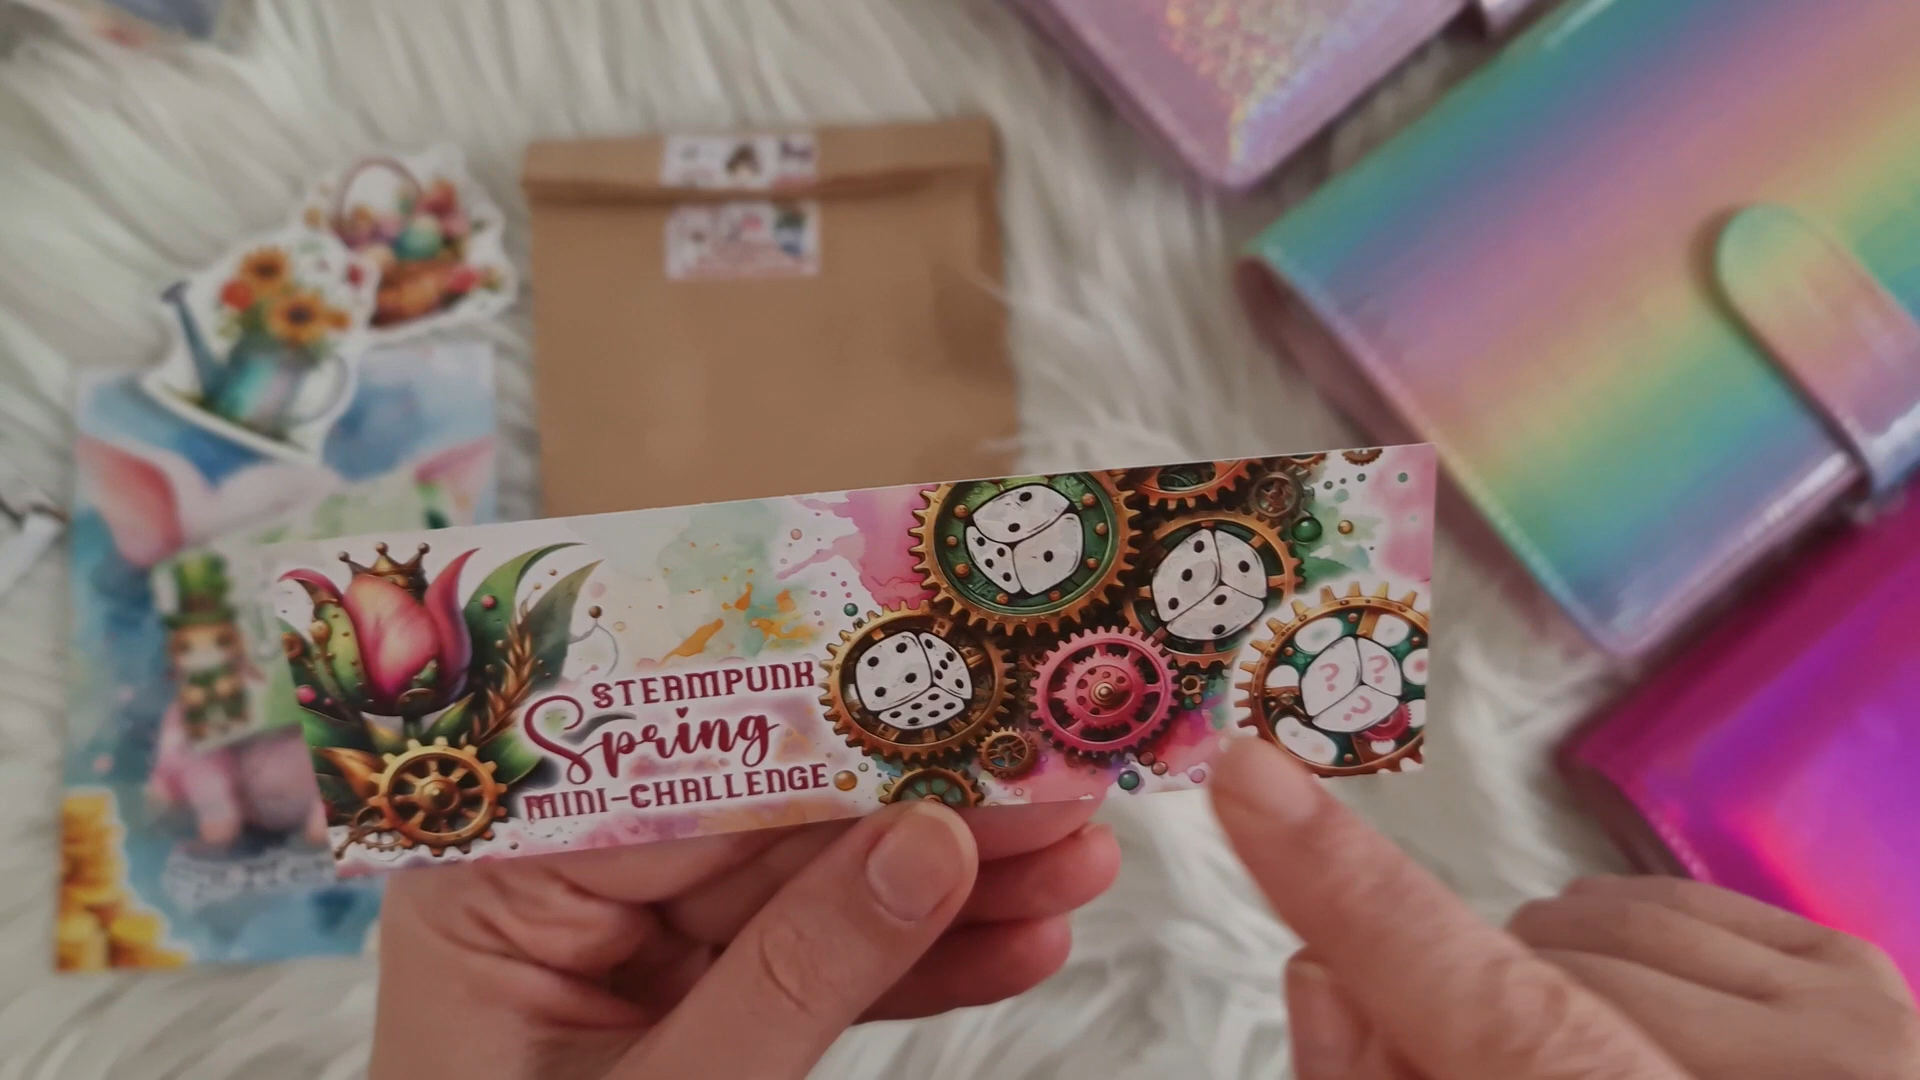 STEAMPUNK
Spring
MINI-CHALLENGE
? ?
?